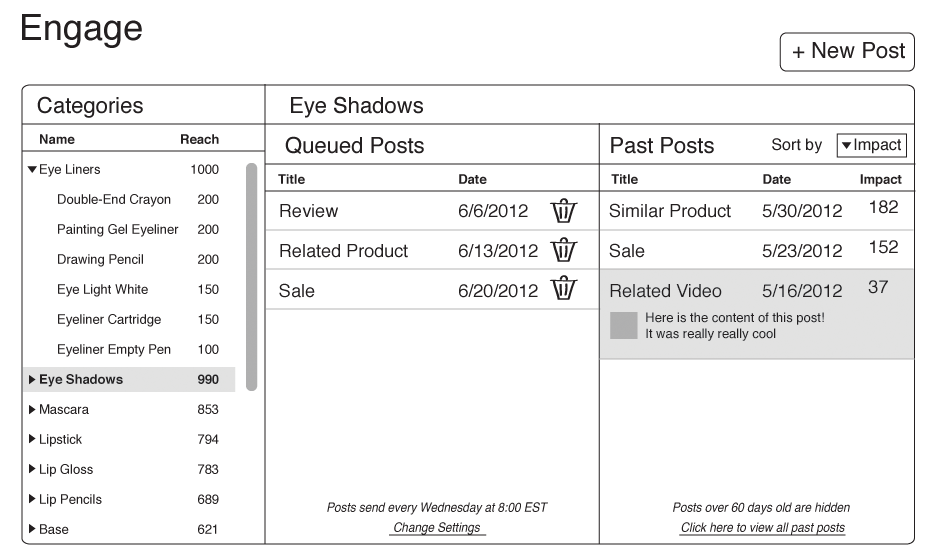 Engage
+ New Post
Categories
Name Reach
Eye Liners 1000
Double-End Crayon 200
Painting Gel Eyeliner 200
Drawing Pencil 200
Eye Light White 150
Eyeliner Cartridge 150
Eyeliner Empty Pen 100
Eye Shadows 990
Mascara 853
Lipstick 794
Lip Gloss 783
Lip Pencils 689
Base 621
Eye Shadows
Queued Posts
Title Date
Review 6/6/2012
Related Product 6/13/2012
Sale 6/20/2012
Posts send every Wednesday at 8:00 EST
Change Settings
Past Posts Sort by Impact
Title Date Impact
Similar Product 5/30/2012 182
Sale 5/23/2012 152
Related Video 5/16/2012 37
Here is the content of this post!
It was really really cool
Posts over 60 days old are hidden
Click here to view all past posts